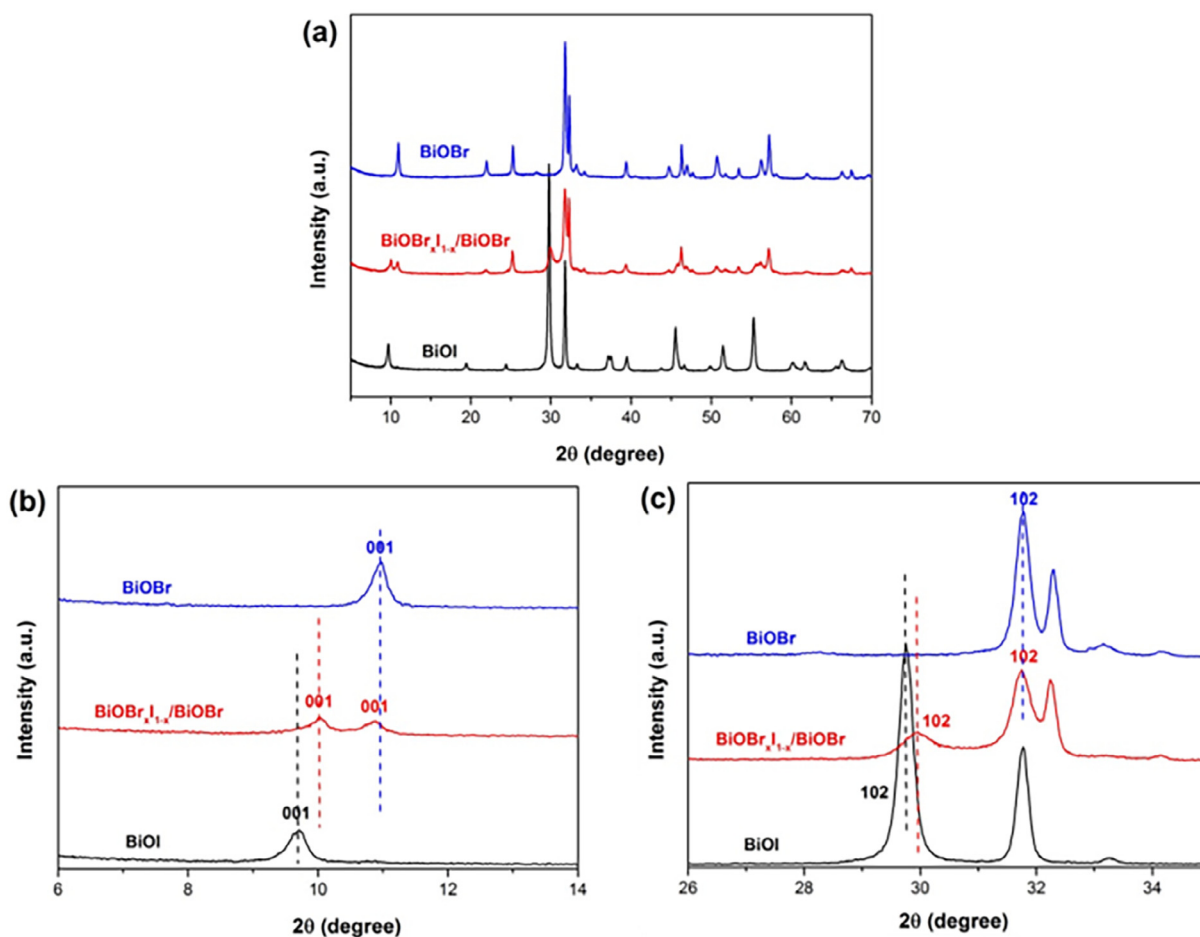 (a)
BiOBr
BiOBrₓI₁₋ₓ/BiOBr
BiOI
Intensity (a.u.)
10 20 30 40 50 60 70
2θ (degree)
(b)
001
BiOBr
BiOBrₓI₁₋ₓ/BiOBr
001 001
001
BiOI
Intensity (a.u.)
6 8 10 12 14
2θ (degree)
(c)
102
BiOBr
102
BiOBrₓI₁₋ₓ/BiOBr
102
102
BiOI
Intensity (a.u.)
26 28 30 32 34
2θ (degree)